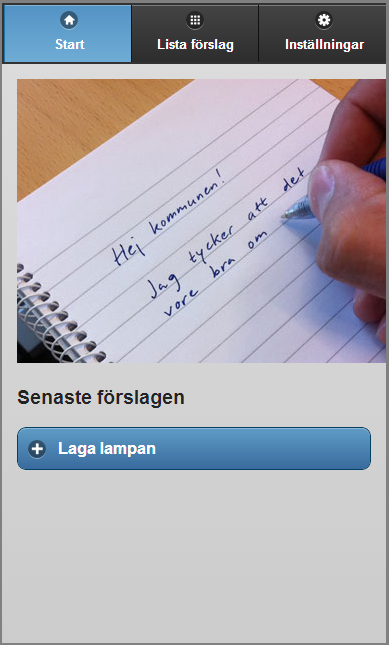 Start
Lista förslag
Inställningar
Hej kommunen!
Jag tycker att det
vore bra om
Senaste förslagen
Laga lampan